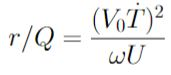 r/Q = \frac{(V_0 \dot{T})^2}{\omega U}